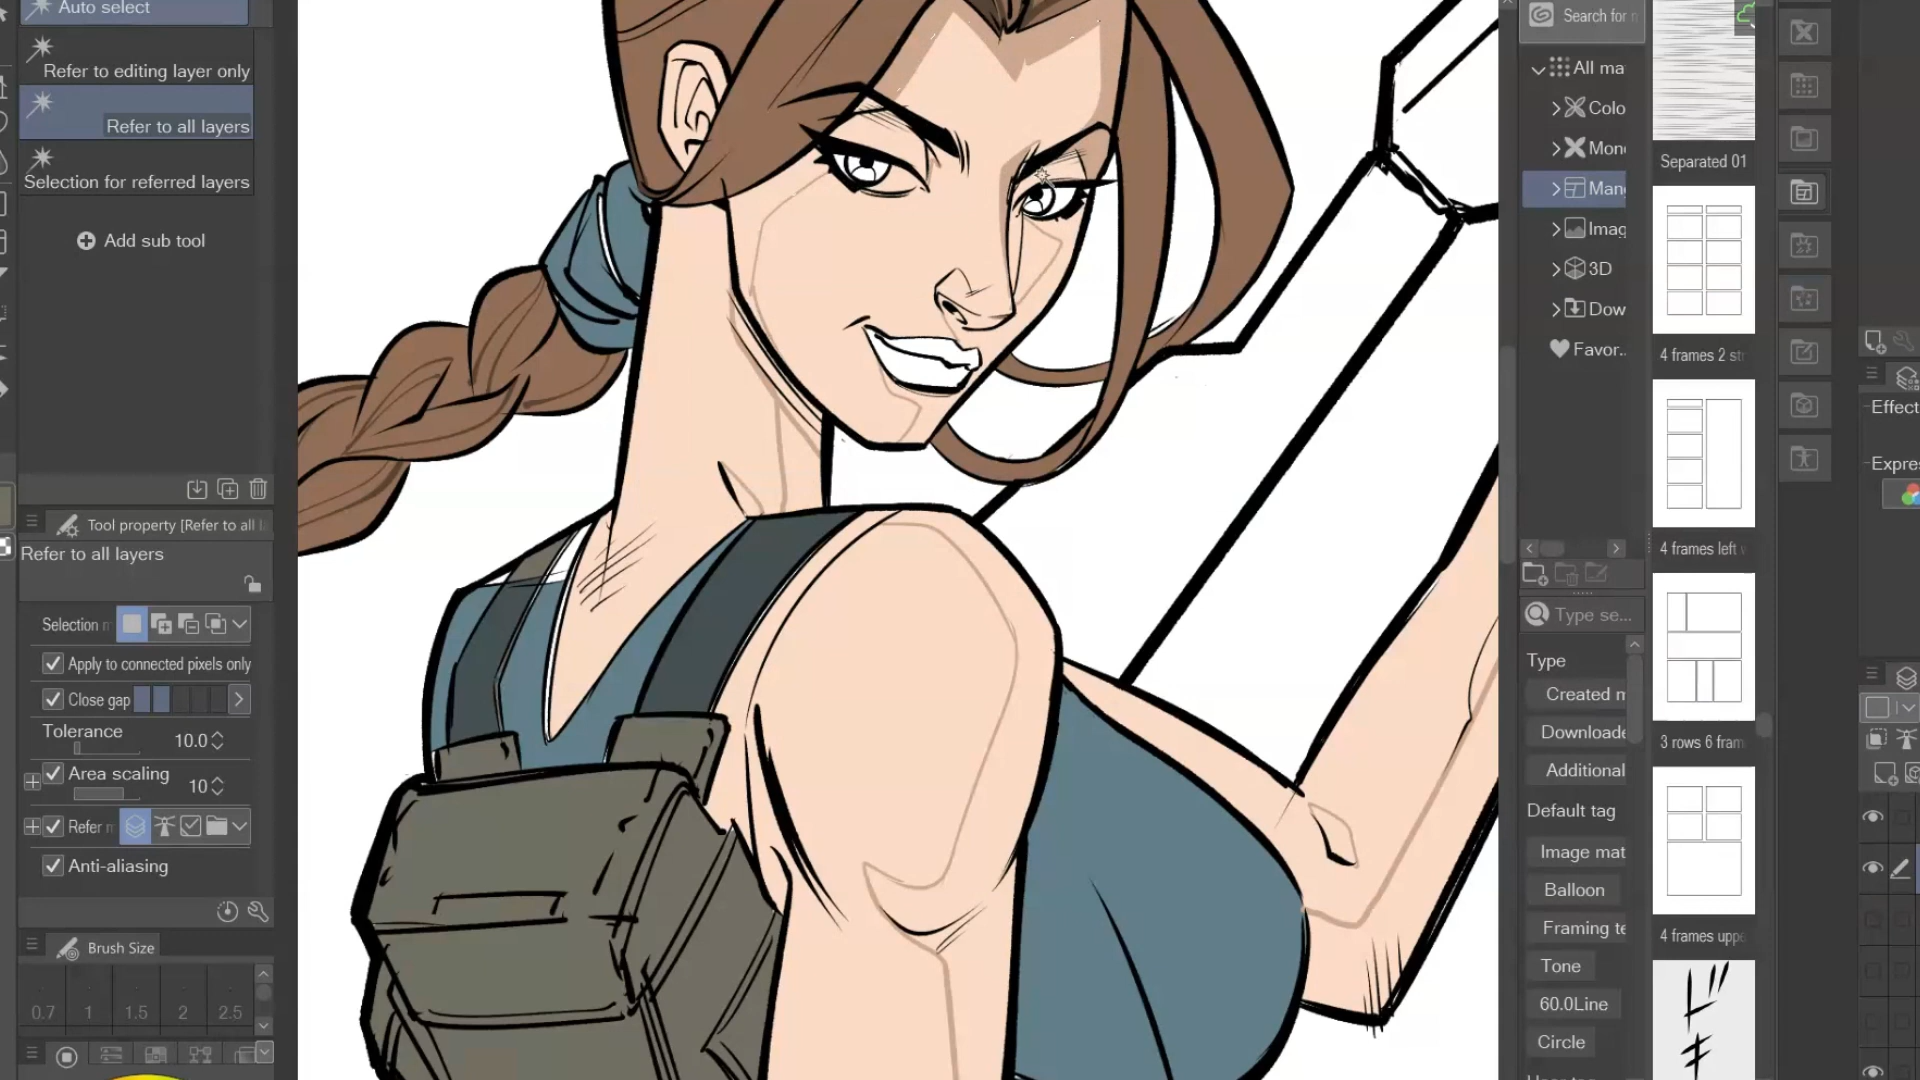 Auto select
Refer to editing layer only
Refer to all layers
Selection for referred layers
Add sub tool
Tool property [Refer to all l
Refer to all layers
Selection m
Apply to connected pixels only
Close gap
Tolerance
10.0
Area scaling
10
Refer m
Anti-aliasing
Brush Size
0.7
1
1.5
2
2.5
Search for m
All ma
Colo
Mono
Man
Imag
3D
Dow
Favor..
Type se...
Type
Created m
Downloade
Additional
Default tag
Image mat
Balloon
Framing te
Tone
60.0Line
Circle
Separated 01
4 frames 2 st
4 frames left
3 rows 6 fram
4 frames uppe
Effect
Expres